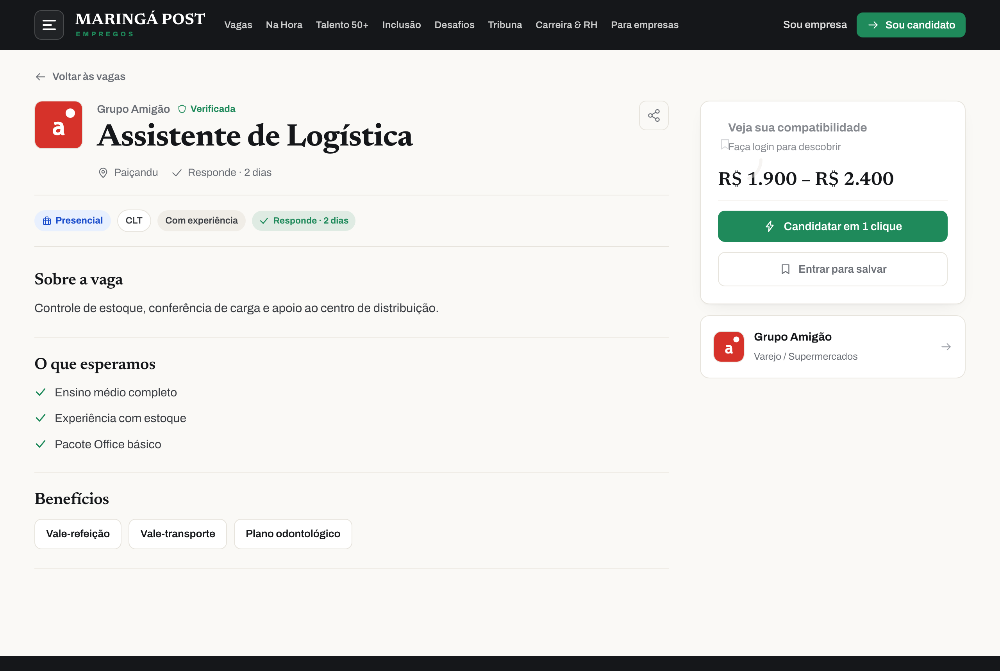 MARINGÁ POST
EMPREGOS
Vagas
Na Hora
Talento 50+
Inclusão
Desafios
Tribuna
Carreira & RH
Para empresas
Sou empresa
Sou candidato
Voltar às vagas
a
Grupo Amigão
Verificada
Assistente de Logística
Paiçandu
Responde · 2 dias
Presencial
CLT
Com experiência
Responde · 2 dias
Sobre a vaga
Controle de estoque, conferência de carga e apoio ao centro de distribuição.
O que esperamos
Ensino médio completo
Experiência com estoque
Pacote Office básico
Benefícios
Vale-refeição
Vale-transporte
Plano odontológico
Veja sua compatibilidade
Faça login para descobrir
R$ 1.900 – R$ 2.400
Candidatar em 1 clique
Entrar para salvar
a
Grupo Amigão
Varejo / Supermercados